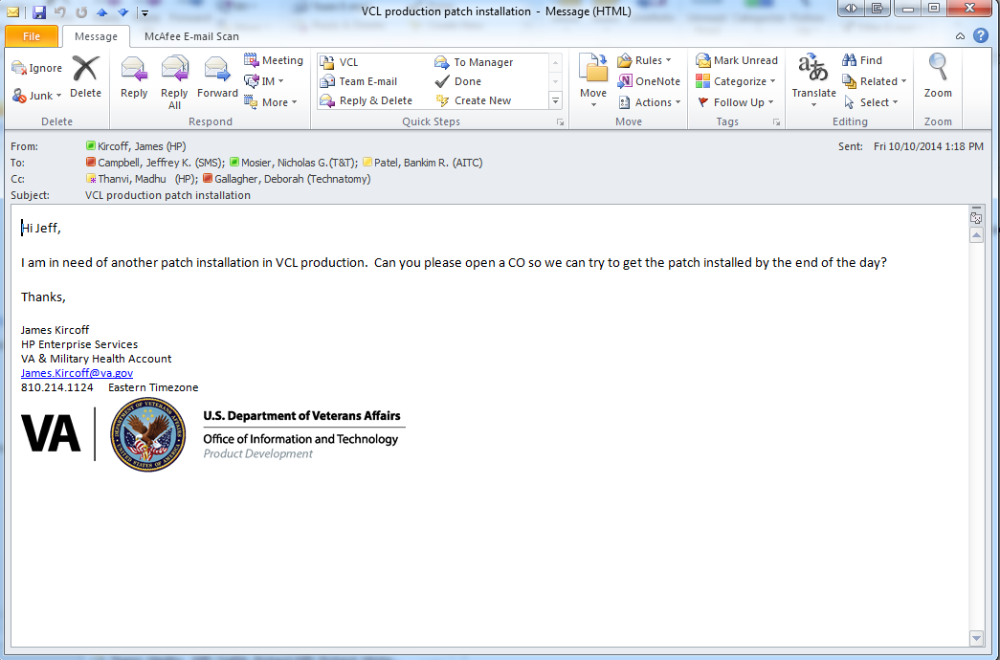 VCL production patch installation - Message (HTML)
File Message McAfee E-mail Scan
Ignore
Junk
Delete
Reply
Reply All
Forward
Meeting
IM
More
VCL
Team E-mail
Reply & Delete
To Manager
Done
Create New
Move
Rules
OneNote
Actions
Mark Unread
Categorize
Follow Up
Translate
Find
Related
Select
Zoom
Delete Respond Quick Steps Move Tags Editing Zoom
From: Kircoff, James (HP) Sent: Fri 10/10/2014 1:18 PM
To: Campbell, Jeffrey K. (SMS); Mosier, Nicholas G.(T&T); Patel, Bankim R. (AITC)
Cc: Thanvi, Madhu (HP); Gallagher, Deborah (Technatomy)
Subject: VCL production patch installation
Hi Jeff,
I am in need of another patch installation in VCL production. Can you please open a CO so we can try to get the patch installed by the end of the day?
Thanks,
James Kircoff
HP Enterprise Services
VA & Military Health Account
James.Kircoff@va.gov
810.214.1124 Eastern Timezone
VA
DEPARTMENT OF VETERANS AFFAIRS
UNITED STATES OF AMERICA
U.S. Department of Veterans Affairs
Office of Information and Technology
Product Development